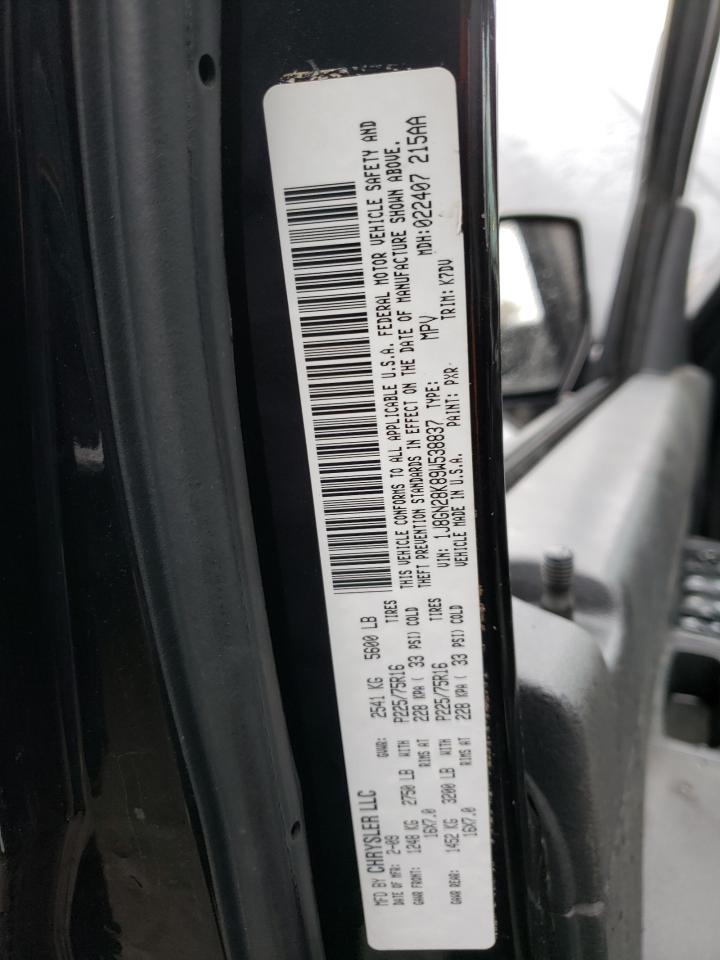 MFD BY CHRYSLER LLC
DATE OF MFR: 2-09 GVWR: 2541 KG 5600 LB
GAWR FRONT: 1248 KG 2750 LB WITH P225/75R16 TIRES
16X7.0 RIMS AT 228 KPA ( 33 PSI) COLD
GAWR REAR: 1452 KG 3200 LB WITH P225/75R16 TIRES
16X7.0 RIMS AT 228 KPA ( 33 PSI) COLD
THIS VEHICLE CONFORMS TO ALL APPLICABLE U.S.A. FEDERAL MOTOR VEHICLE SAFETY AND
THEFT PREVENTION STANDARDS IN EFFECT ON THE DATE OF MANUFACTURE SHOWN ABOVE.
VIN: 1J8GN28K89W538837 TYPE: MPV MDH:022407 215AA
VEHICLE MADE IN U.S.A. PAINT: PXR TRIM: K7DV